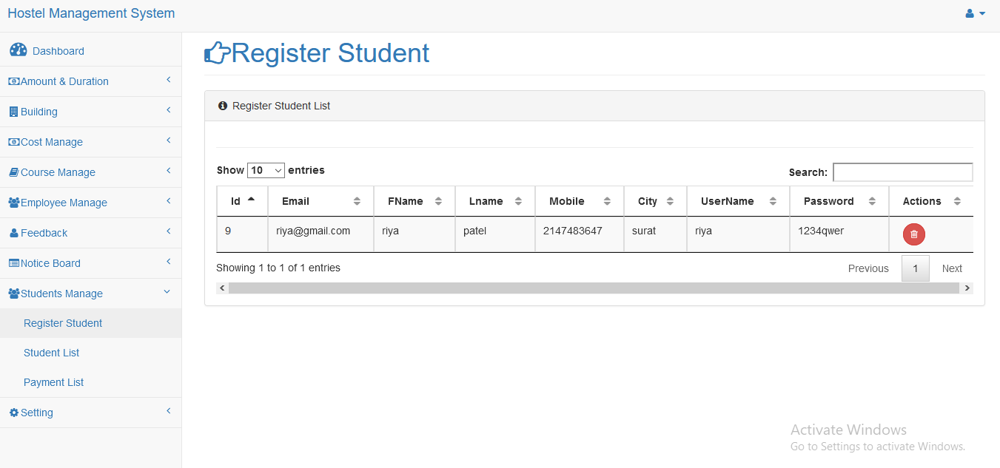 Hostel Management System
Dashboard
Amount & Duration
Building
Cost Manage
Course Manage
Employee Manage
Feedback
Notice Board
Students Manage
Register Student
Student List
Payment List
Setting
Register Student
Register Student List
Show 10 entries
Search:
Id Email FName Lname Mobile City UserName Password Actions
9 riya@gmail.com riya patel 2147483647 surat riya 1234qwer
Showing 1 to 1 of 1 entries
Previous 1 Next
Activate Windows
Go to Settings to activate Windows.